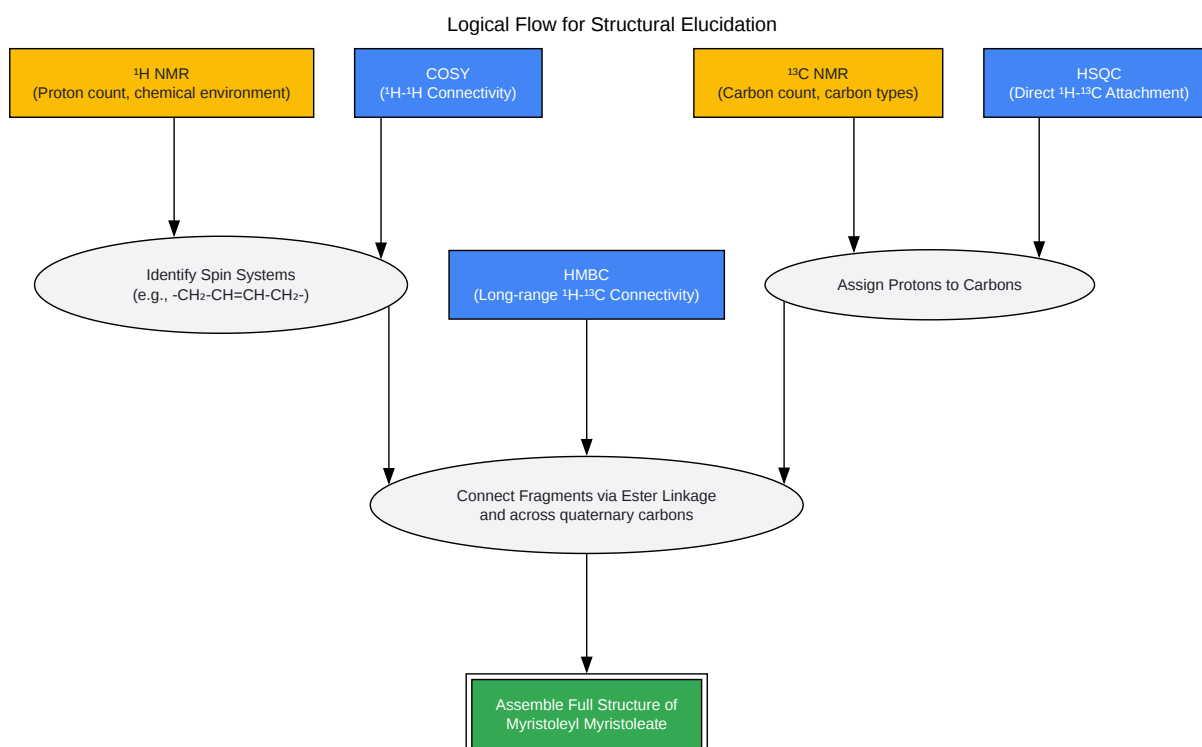 Logical Flow for Structural Elucidation
¹H NMR
(Proton count, chemical environment)
COSY
(¹H-¹H Connectivity)
¹³C NMR
(Carbon count, carbon types)
HSQC
(Direct ¹H-¹³C Attachment)
Identify Spin Systems
(e.g., -CH₂-CH=CH-CH₂-)
HMBC
(Long-range ¹H-¹³C Connectivity)
Assign Protons to Carbons
Connect Fragments via Ester Linkage
and across quaternary carbons
Assemble Full Structure of
Myristoleyl Myristoleate